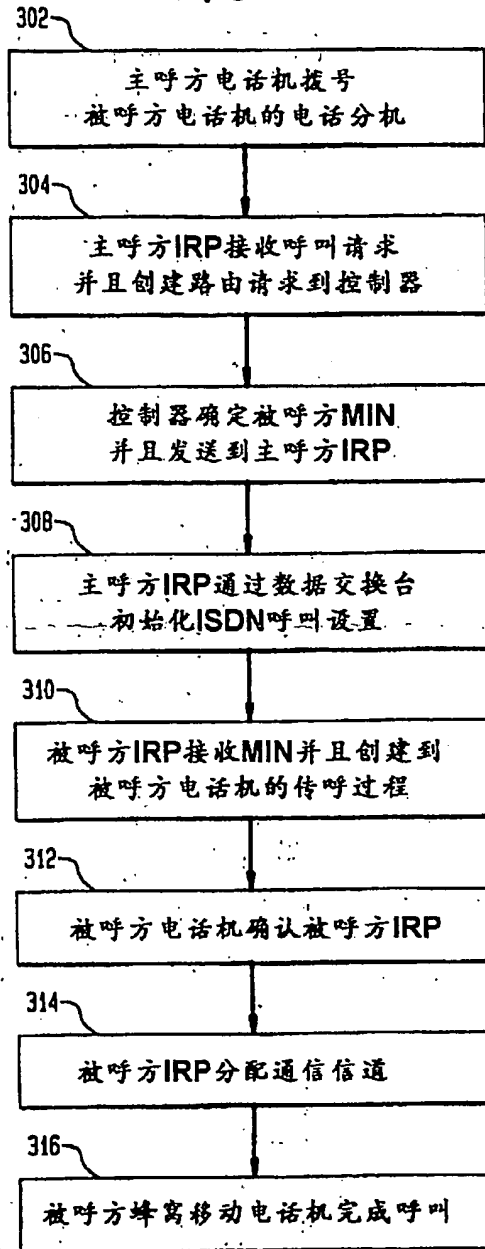 302
主呼方电话机拨号
被呼方电话机的电话分机
304
主呼方IRP接收呼叫请求
并且创建路由请求到控制器
306
控制器确定被呼方MIN
并且发送到主呼方IRP
308
主呼方IRP通过数据交换台
初始化ISDN呼叫设置
310
被呼方IRP接收MIN并且创建到
被呼方电话机的传呼过程
312
被呼方电话机确认被呼方IRP
314
被呼方IRP分配通信信道
316
被呼方蜂窝移动电话机完成呼叫